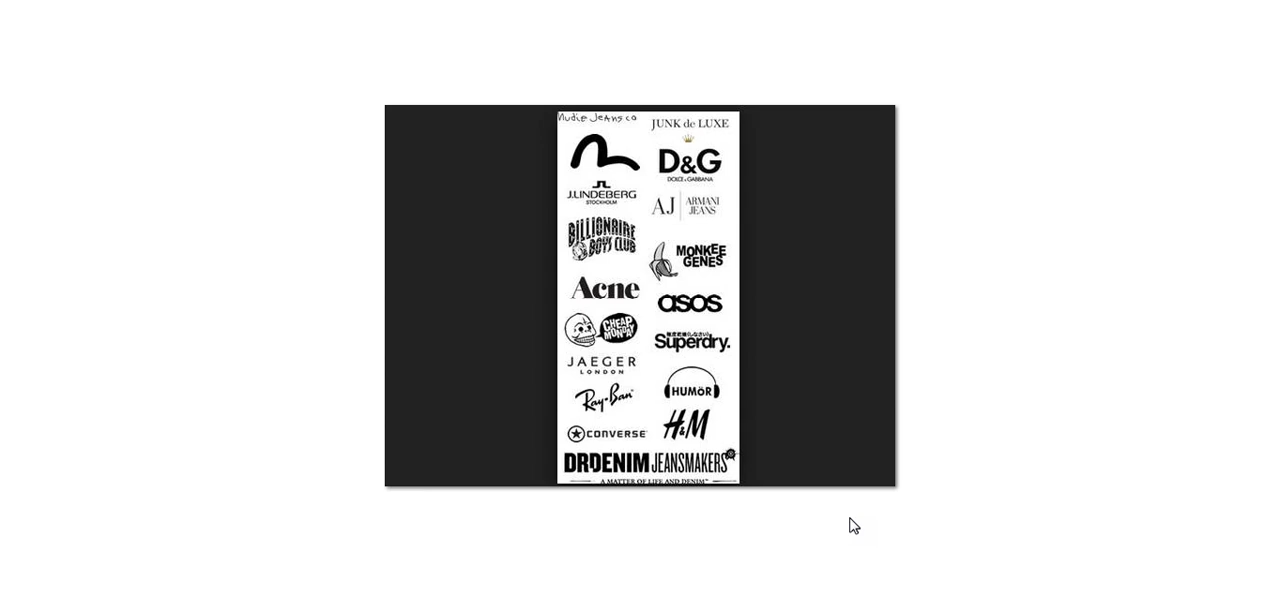 nudie jeans co
JUNK de LUXE
D&G
DOLCE & GABBANA
J.LINDEBERG
STOCKHOLM
AJ | ARMANI
JEANS
BILLIONAIRE
BOYS CLUB
MONKEE
GENES
Acne
asos
CHEAP
MONDAY
Superdry.
JAEGER
LONDON
HUMÖR
Ray-Ban
H&M
CONVERSE
DRDENIM JEANSMAKERS
A MATTER OF LIFE AND DENIM™